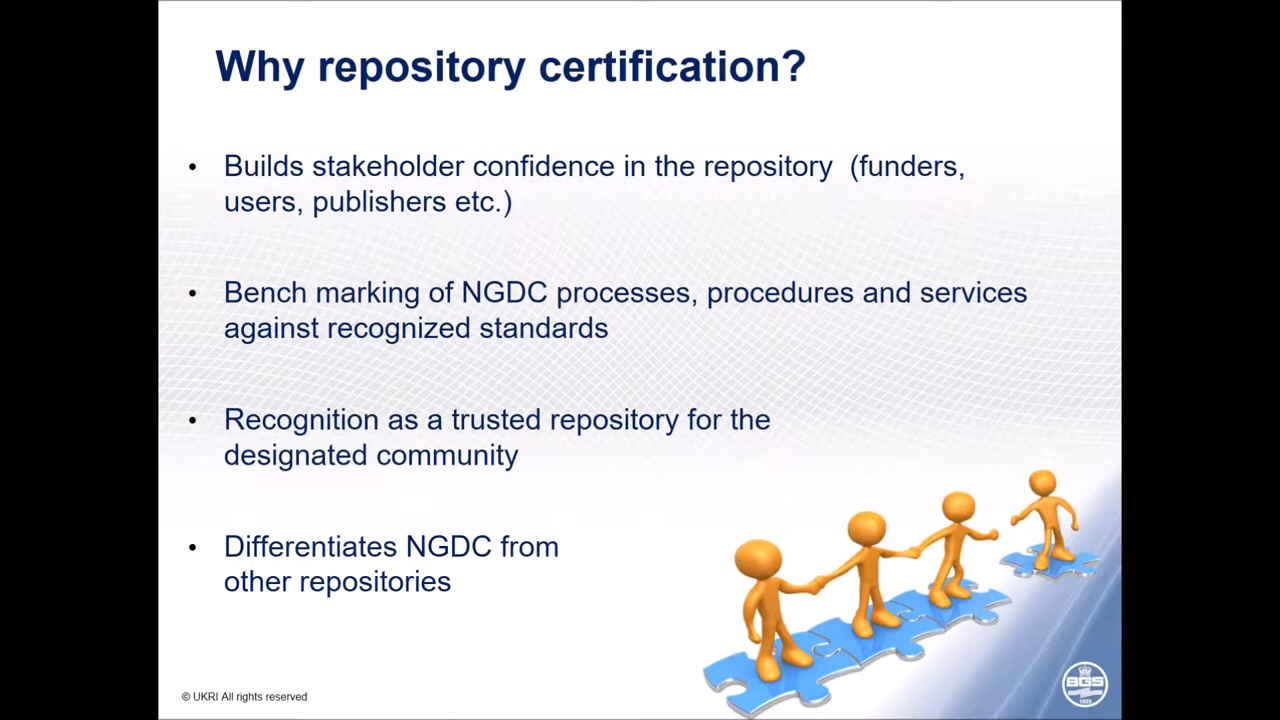 Why repository certification?
• Builds stakeholder confidence in the repository (funders,
users, publishers etc.)
• Bench marking of NGDC processes, procedures and services
against recognized standards
• Recognition as a trusted repository for the
designated community
• Differentiates NGDC from
other repositories
© UKRI All rights reserved
BGS
1835